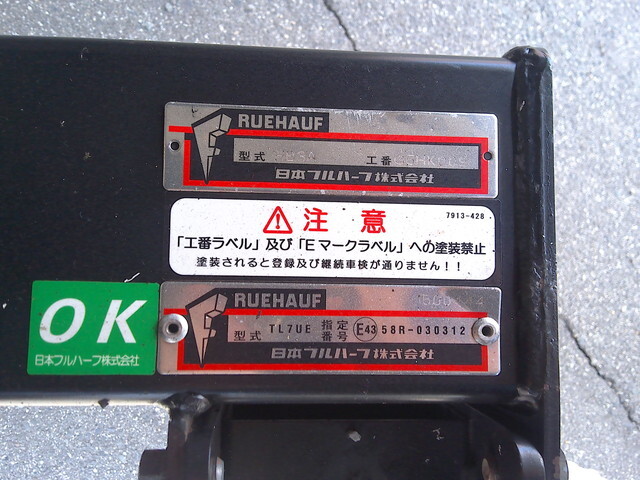 RUEHAUF
型式
工番
日本フルハーフ株式会社
注意
7913-428
「工番ラベル」及び「Eマークラベル」への塗装禁止
塗装されると登録及び継続車検が通りません!!
RUEHAUF
型式 TL7UE 指定番号 E43 58R-030312
日本フルハーフ株式会社
OK
日本フルハーフ株式会社